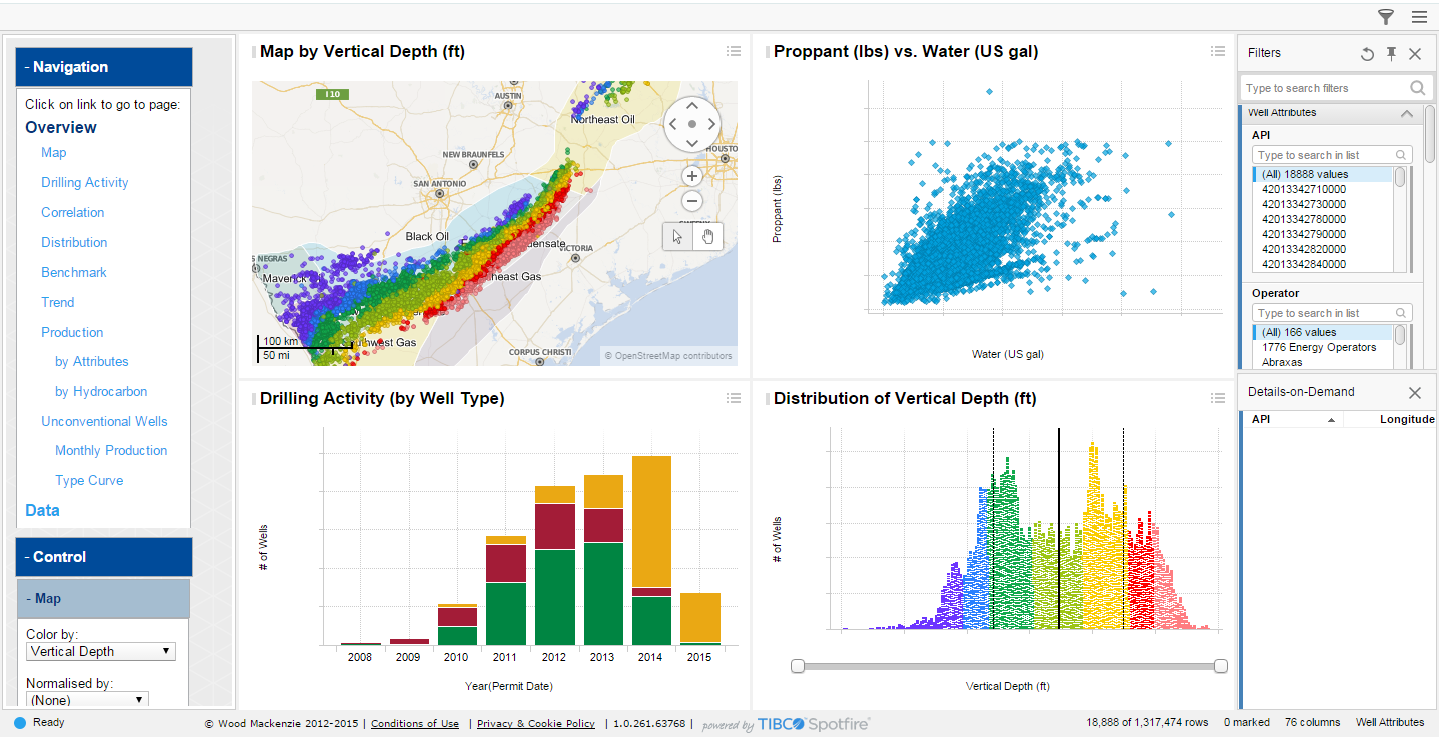 - Navigation
Click on link to go to page:
Overview
Map
Drilling Activity
Correlation
Distribution
Benchmark
Trend
Production
by Attributes
by Hydrocarbon
Unconventional Wells
Monthly Production
Type Curve
Data
- Control
- Map
Color by:
Vertical Depth
Normalised by:
(None)
Map by Vertical Depth (ft)
I 10
AUSTIN
Northeast Oil
NEW BRAUNFELS
HOUST
SAN ANTONIO
Black Oil
VICTORIA
S NEGRAS
Maverick
heast Gas
thwest Gas
100 km
50 mi
CORPUS CHRISTI
© OpenStreetMap contributors
Proppant (lbs) vs. Water (US gal)
Proppant (lbs)
Water (US gal)
Drilling Activity (by Well Type)
# of Wells
2008 2009 2010 2011 2012 2013 2014 2015
Year(Permit Date)
Distribution of Vertical Depth (ft)
# of Wells
Vertical Depth (ft)
Filters
Type to search filters
Well Attributes
API
Type to search in list
(All) 18888 values
42013342710000
42013342730000
42013342780000
42013342790000
42013342820000
42013342840000
Operator
Type to search in list
(All) 166 values
1776 Energy Operators
Abraxas
Details-on-Demand
API Longitude
Ready
© Wood Mackenzie 2012-2015 | Conditions of Use | Privacy & Cookie Policy | 1.0.261.63768 | powered by TIBCO Spotfire®
18,888 of 1,317,474 rows 0 marked 76 columns Well Attributes